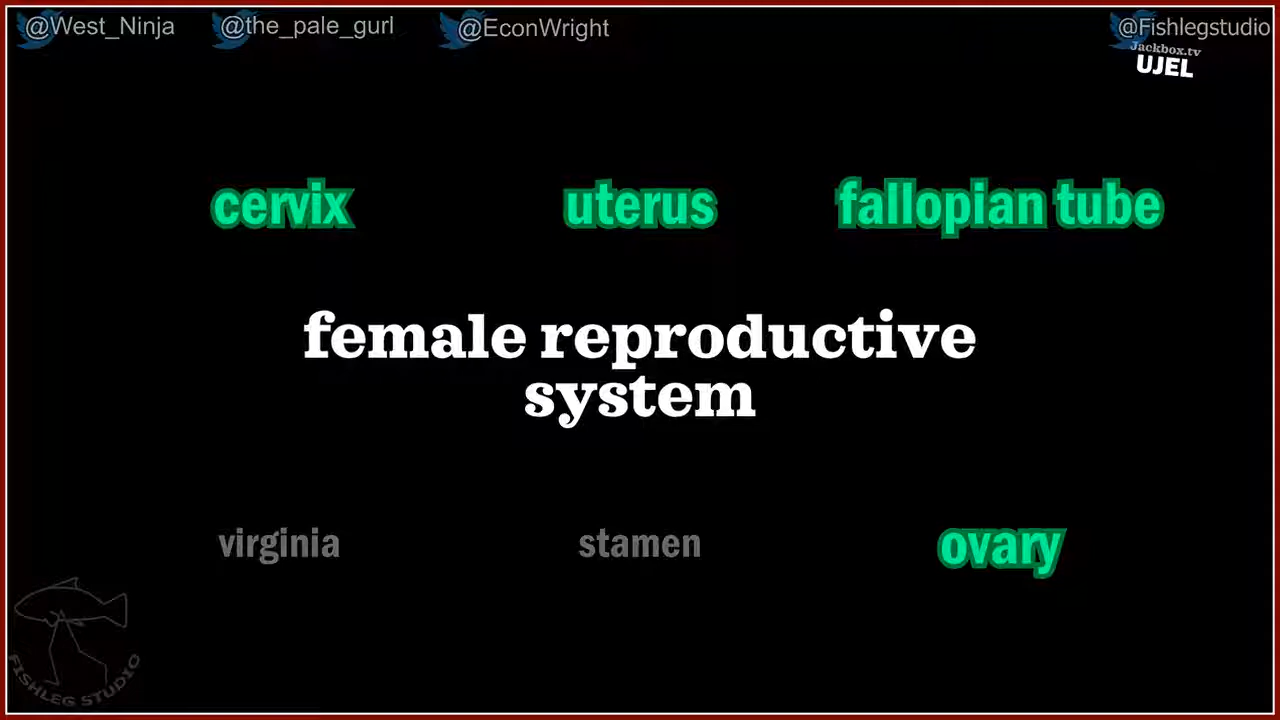 @West_Ninja @the_pale_gurl @EconWright @Fishlegstudio
Jackbox.tv
UJEL
cervix uterus fallopian tube
female reproductive
system
virginia stamen ovary
FISHLEG STUDIO